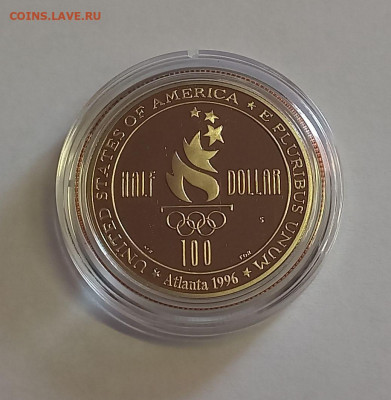 COINS.LAVE.RU
UNITED STATES OF AMERICA * E PLURIBUS UNUM *
HALF DOLLAR
S
100
Atlanta 1996